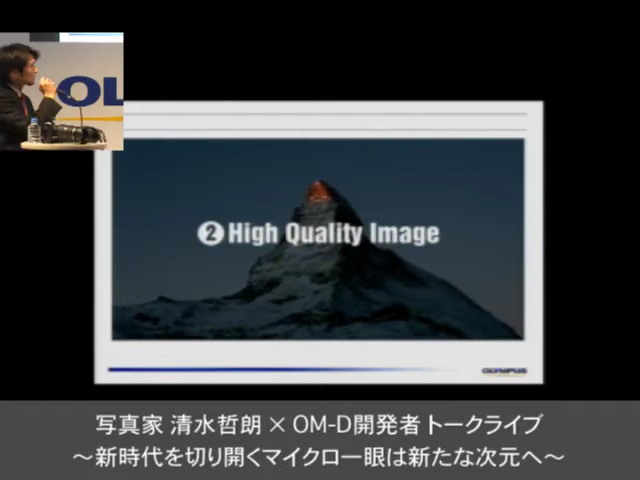 OL
❷High Quality Image
OLYMPUS
写真家 清水哲朗 × OM-D開発者 トークライブ
～新時代を切り開くマイクロ一眼は新たな次元へ～